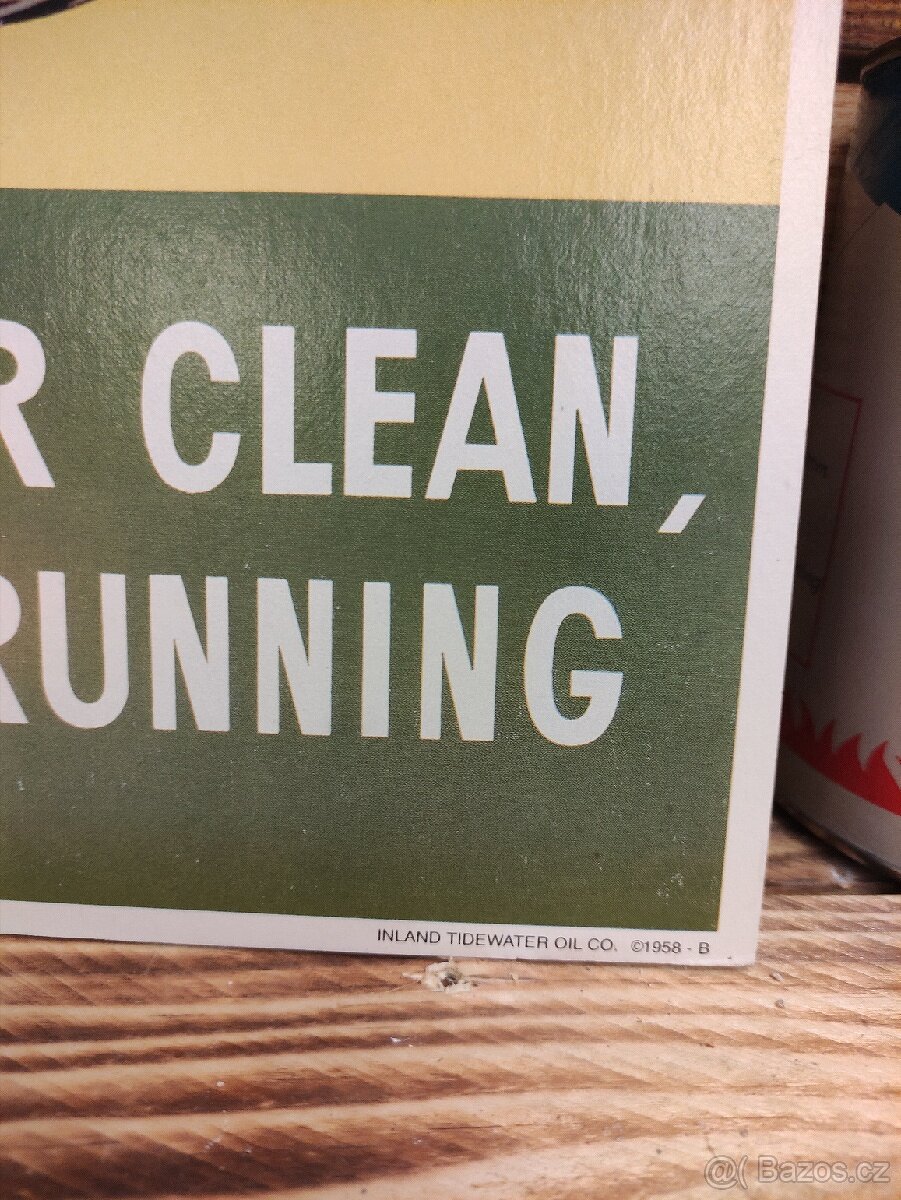 R CLEAN,
RUNNING
INLAND TIDEWATER OIL CO. ©1958 - B
@( Bazos.cz